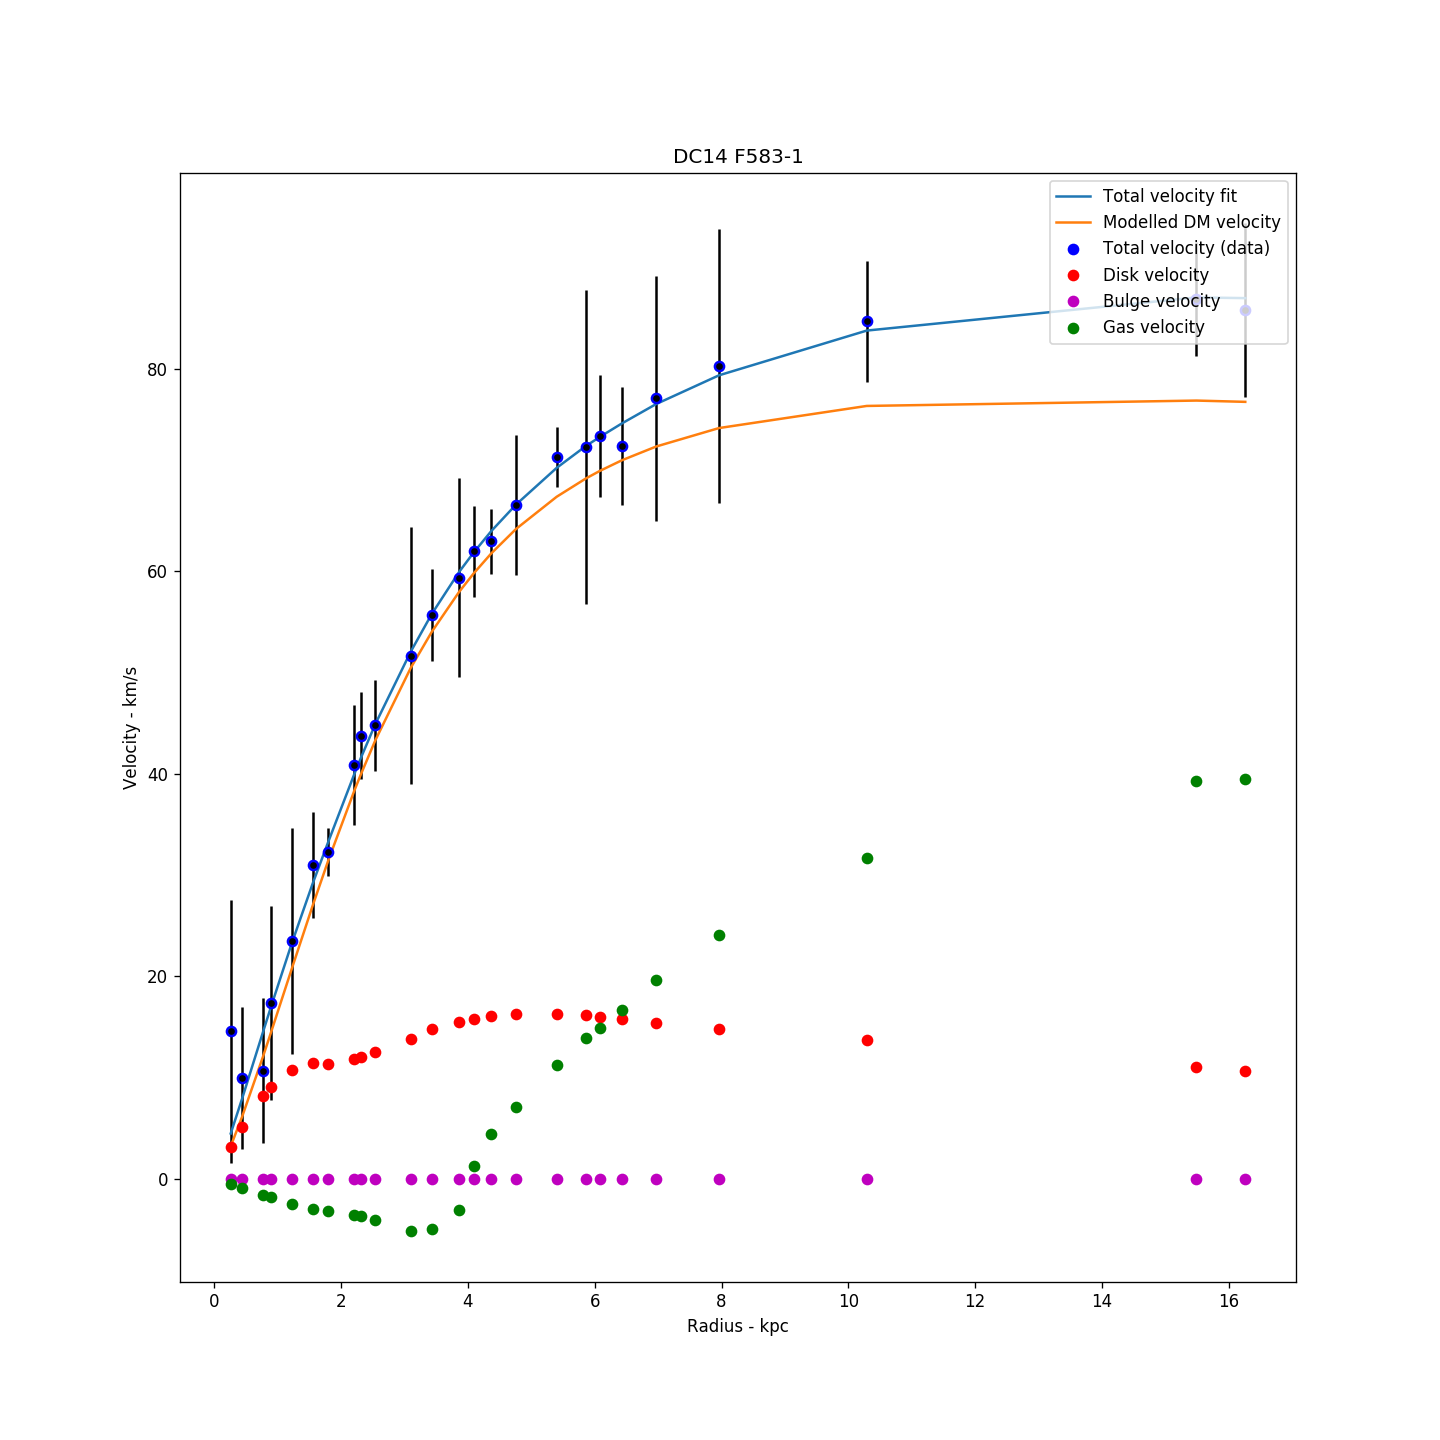 DC14 F583-1
Total velocity fit
Modelled DM velocity
Total velocity (data)
Disk velocity
Bulge velocity
Gas velocity
80
60
40
20
0
Velocity - km/s
0 2 4 6 8 10 12 14 16
Radius - kpc